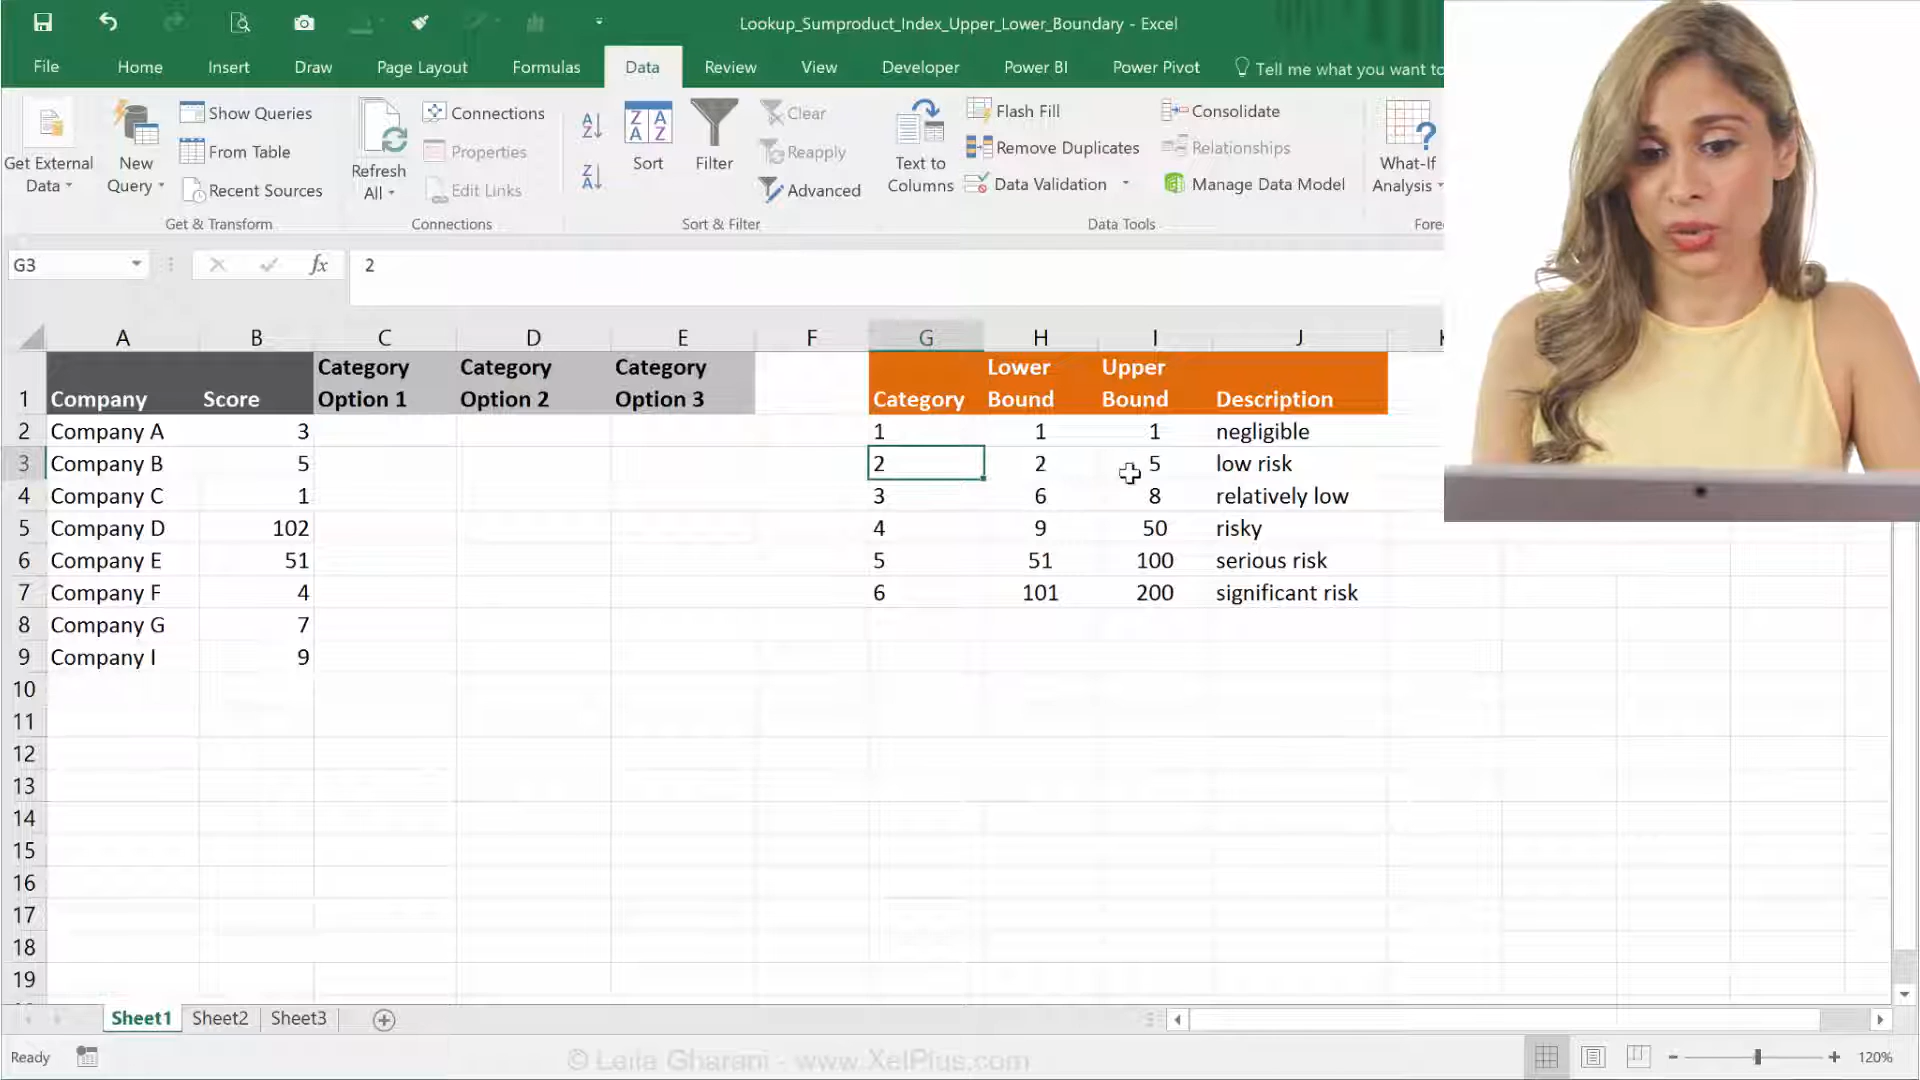 Lookup_Sumproduct_Index_Upper_Lower_Boundary - Excel
File Home Insert Draw Page Layout Formulas Data Review View Developer Power BI Power Pivot Tell me what you want to
Get External Data
New Query
Show Queries
From Table
Recent Sources
Get & Transform
Refresh All
Connections
Properties
Edit Links
Connections
Sort
Filter
Clear
Reapply
Advanced
Sort & Filter
Text to Columns
Flash Fill
Remove Duplicates
Data Validation
Consolidate
Relationships
Manage Data Model
Data Tools
What-If Analysis
Fore
G3 fx 2
A B C D E F G H I J
1 Company Score Category Option 1 Category Option 2 Category Option 3 Category Lower Bound Upper Bound Description
2 Company A 3 1 1 1 negligible
3 Company B 5 2 2 5 low risk
4 Company C 1 3 6 8 relatively low
5 Company D 102 4 9 50 risky
6 Company E 51 5 51 100 serious risk
7 Company F 4 6 101 200 significant risk
8 Company G 7
9 Company I 9
10
11
12
13
14
15
16
17
18
19
Sheet1 Sheet2 Sheet3
Ready
© Leila Gharani - www.XelPlus.com
120%